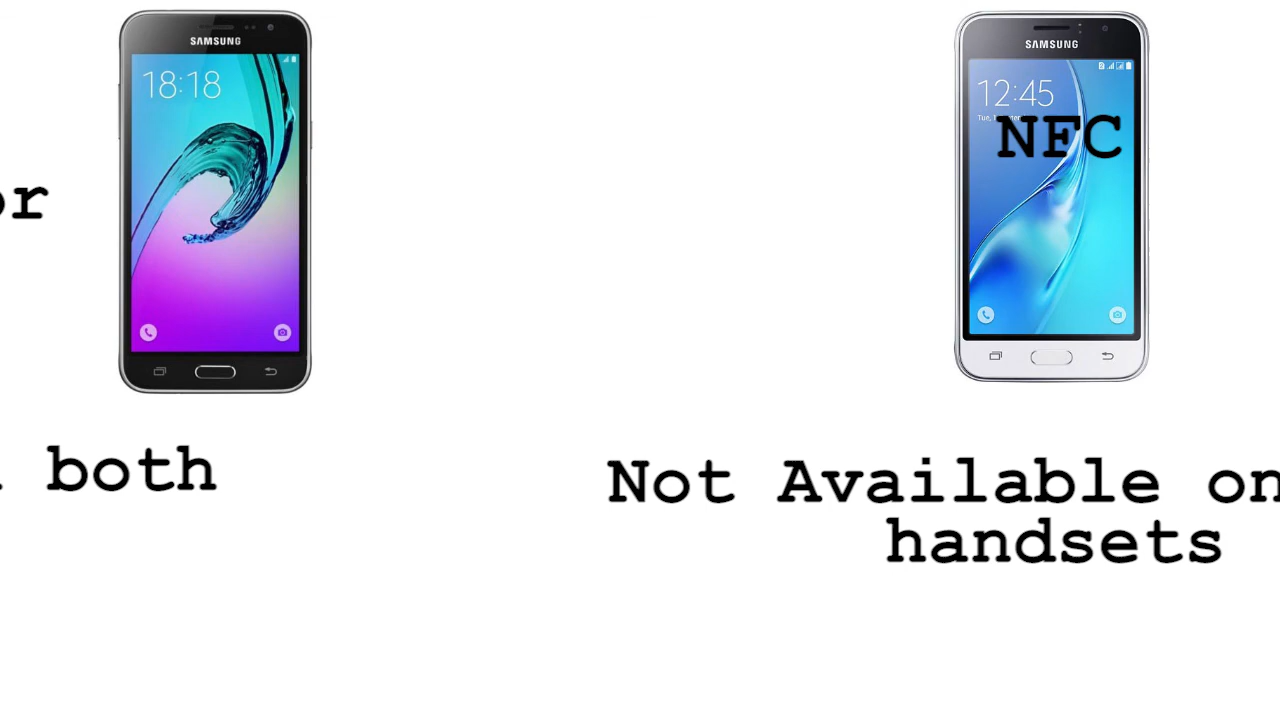 SAMSUNG
18:18
or
both
SAMSUNG
12:45
NFC
Not Available on
handsets